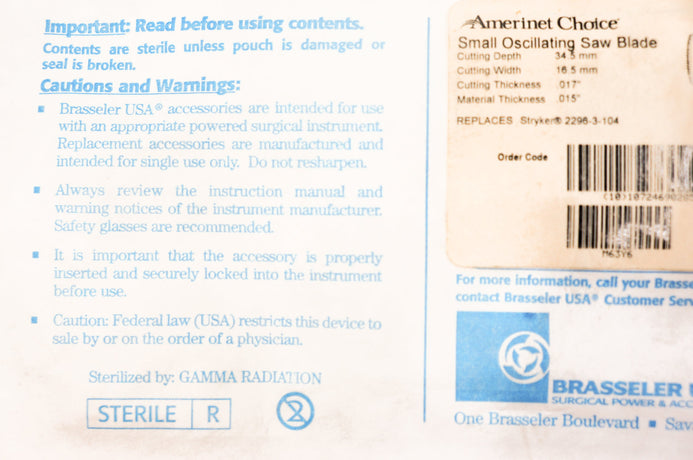 Important: Read before using contents.
Contents are sterile unless pouch is damaged or
seal is broken.
Cautions and Warnings:
▪ Brasseler USA® accessories are intended for use
with an appropriate powered surgical instrument.
Replacement accessories are manufactured and
intended for single use only. Do not resharpen.
▪ Always review the instruction manual and
warning notices of the instrument manufacturer.
Safety glasses are recommended.
▪ It is important that the accessory is properly
inserted and securely locked into the instrument
before use.
▪ Caution: Federal law (USA) restricts this device to
sale by or on the order of a physician.
Sterilized by: GAMMA RADIATION
STERILE R
2
Amerinet Choice
Small Oscillating Saw Blade
Cutting Depth 34.5 mm
Cutting Width 16.5 mm
Cutting Thickness .017"
Material Thickness .015"
REPLACES Stryker® 2296-3-104
Order Code
M63Y6
For more information, call your
contact Brasseler USA® Customer
BRASSELER
SURGICAL POWER &
One Brasseler Boulevard ▪